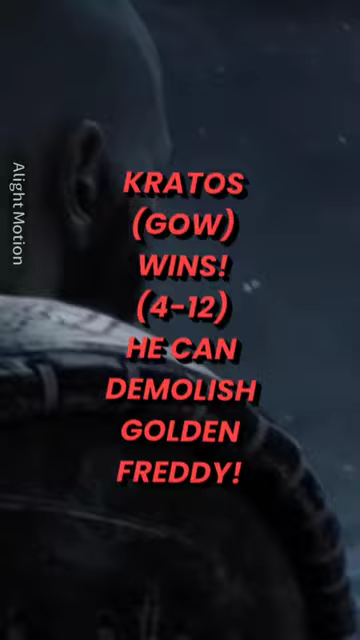 KRATOS
(GOW)
WINS!
(4-12)
HE CAN
DEMOLISH
GOLDEN
FREDDY!
Alight Motion